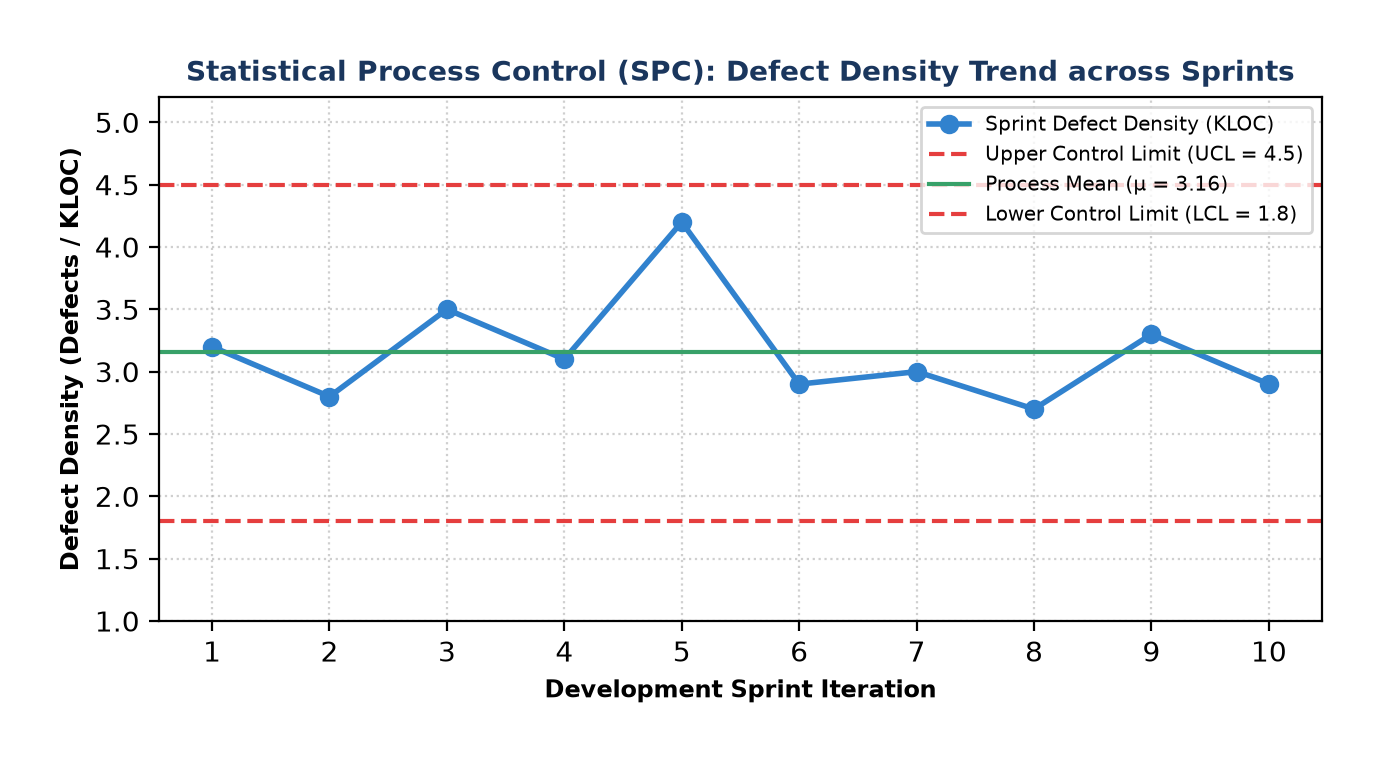 Statistical Process Control (SPC): Defect Density Trend across Sprints
Sprint Defect Density (KLOC)
Upper Control Limit (UCL = 4.5)
Process Mean (μ = 3.16)
Lower Control Limit (LCL = 1.8)
Defect Density (Defects / KLOC)
5.0
4.5
4.0
3.5
3.0
2.5
2.0
1.5
1.0
1 2 3 4 5 6 7 8 9 10
Development Sprint Iteration